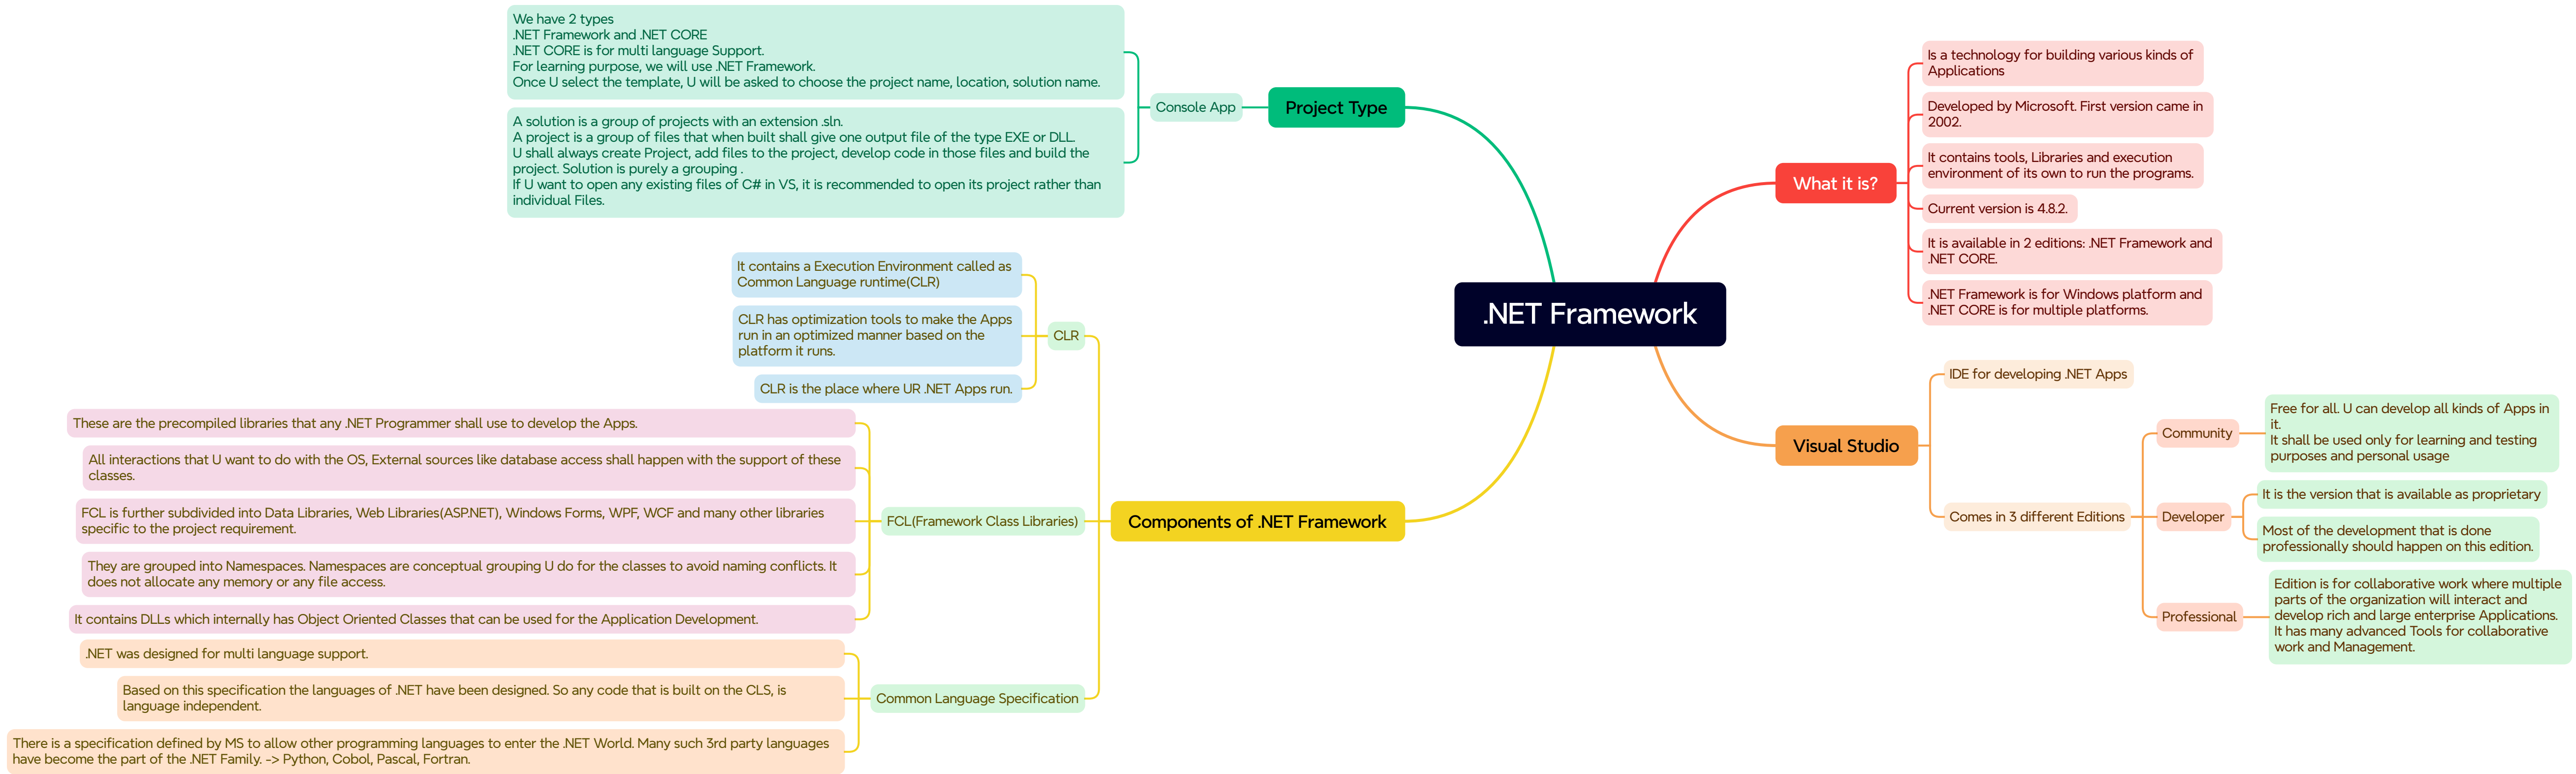 .NET Framework
What it is?
Is a technology for building various kinds of
Applications
Developed by Microsoft. First version came in
2002.
It contains tools, Libraries and execution
environment of its own to run the programs.
Current version is 4.8.2.
It is available in 2 editions: .NET Framework and
.NET CORE.
.NET Framework is for Windows platform and
.NET CORE is for multiple platforms.
Visual Studio
IDE for developing .NET Apps
Comes in 3 different Editions
Community
Free for all. U can develop all kinds of Apps in
it.
It shall be used only for learning and testing
purposes and personal usage
Developer
It is the version that is available as proprietary
Most of the development that is done
professionally should happen on this edition.
Professional
Edition is for collaborative work where multiple
parts of the organization will interact and
develop rich and large enterprise Applications.
It has many advanced Tools for collaborative
work and Management.
Project Type
Console App
We have 2 types
.NET Framework and .NET CORE
.NET CORE is for multi language Support.
For learning purpose, we will use .NET Framework.
Once U select the template, U will be asked to choose the project name, location, solution name.
A solution is a group of projects with an extension .sln.
A project is a group of files that when built shall give one output file of the type EXE or DLL.
U shall always create Project, add files to the project, develop code in those files and build the
project. Solution is purely a grouping .
If U want to open any existing files of C# in VS, it is recommended to open its project rather than
individual Files.
Components of .NET Framework
CLR
It contains a Execution Environment called as
Common Language runtime(CLR)
CLR has optimization tools to make the Apps
run in an optimized manner based on the
platform it runs.
CLR is the place where UR .NET Apps run.
FCL(Framework Class Libraries)
These are the precompiled libraries that any .NET Programmer shall use to develop the Apps.
All interactions that U want to do with the OS, External sources like database access shall happen with the support of these
classes.
FCL is further subdivided into Data Libraries, Web Libraries(ASP.NET), Windows Forms, WPF, WCF and many other libraries
specific to the project requirement.
They are grouped into Namespaces. Namespaces are conceptual grouping U do for the classes to avoid naming conflicts. It
does not allocate any memory or any file access.
It contains DLLs which internally has Object Oriented Classes that can be used for the Application Development.
Common Language Specification
.NET was designed for multi language support.
Based on this specification the languages of .NET have been designed. So any code that is built on the CLS, is
language independent.
There is a specification defined by MS to allow other programming languages to enter the .NET World. Many such 3rd party languages
have become the part of the .NET Family. -> Python, Cobol, Pascal, Fortran.